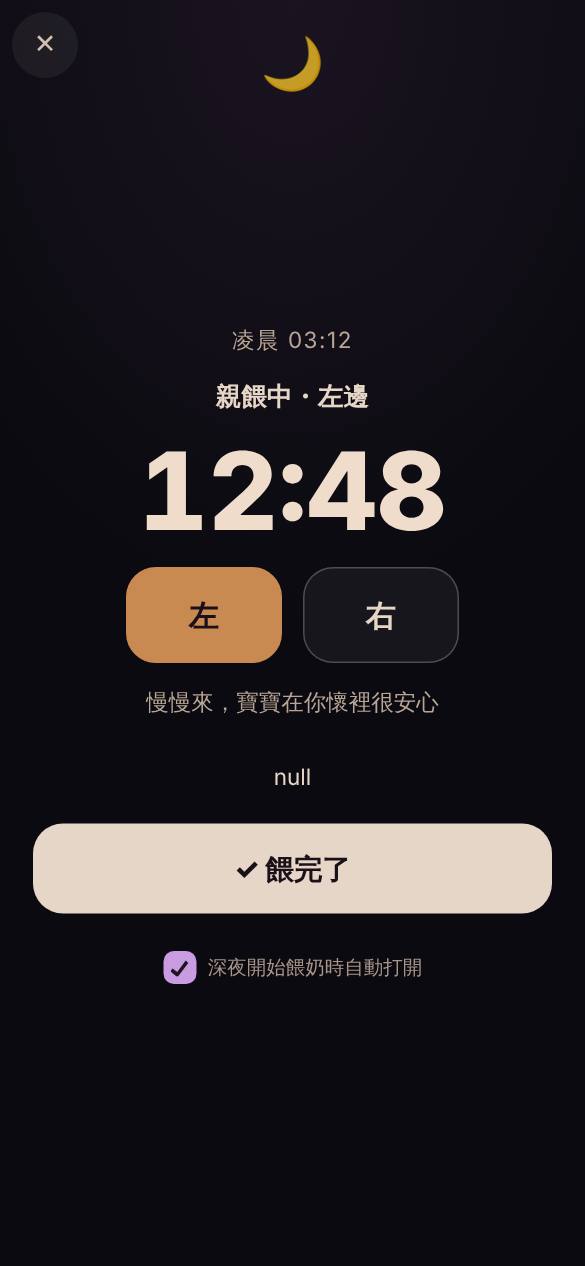 ✕
凌晨 03:12
親餵中・左邊
12:48
左
右
慢慢來，寶寶在你懷裡很安心
null
✓ 餵完了
深夜開始餵奶時自動打開